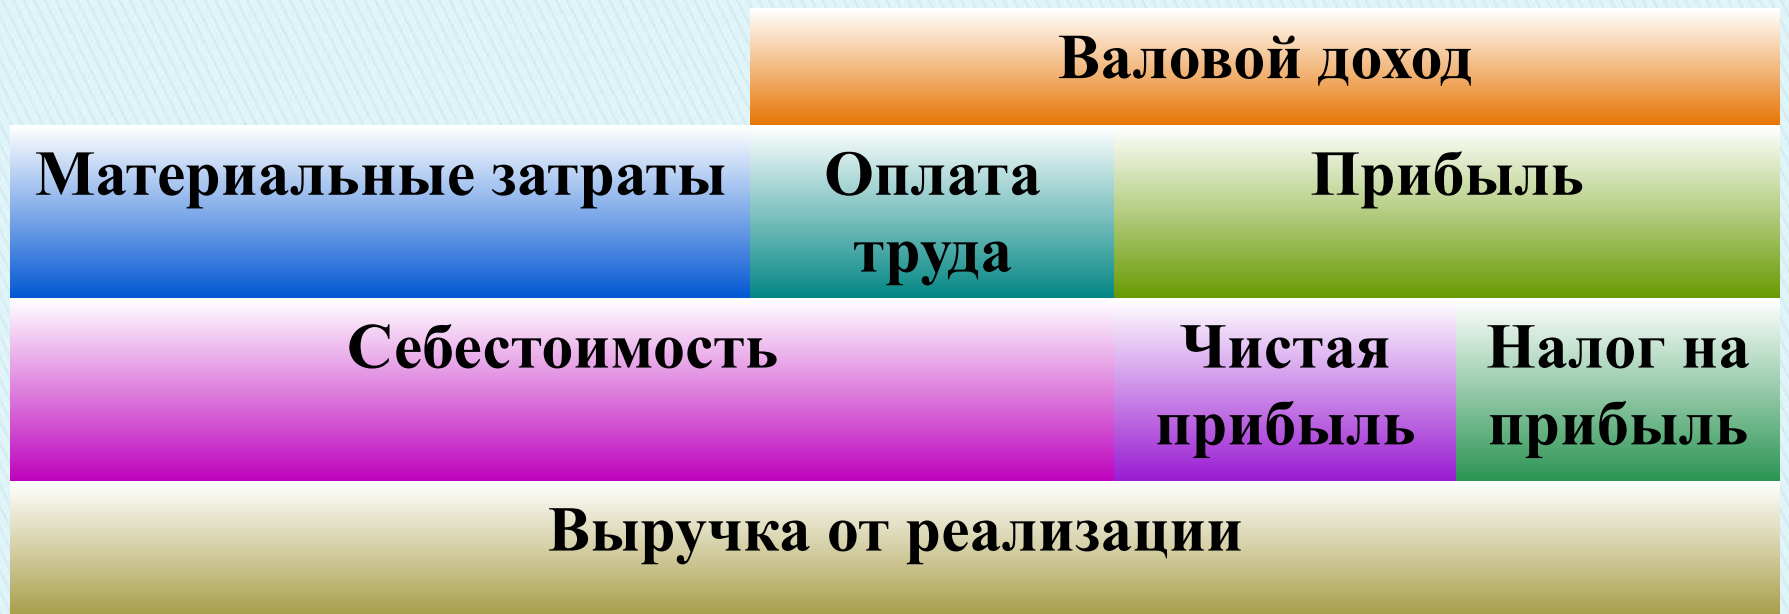 Валовой доход
Материальные затраты
Оплата
труда
Прибыль
Себестоимость
Чистая
прибыль
Налог на
прибыль
Выручка от реализации